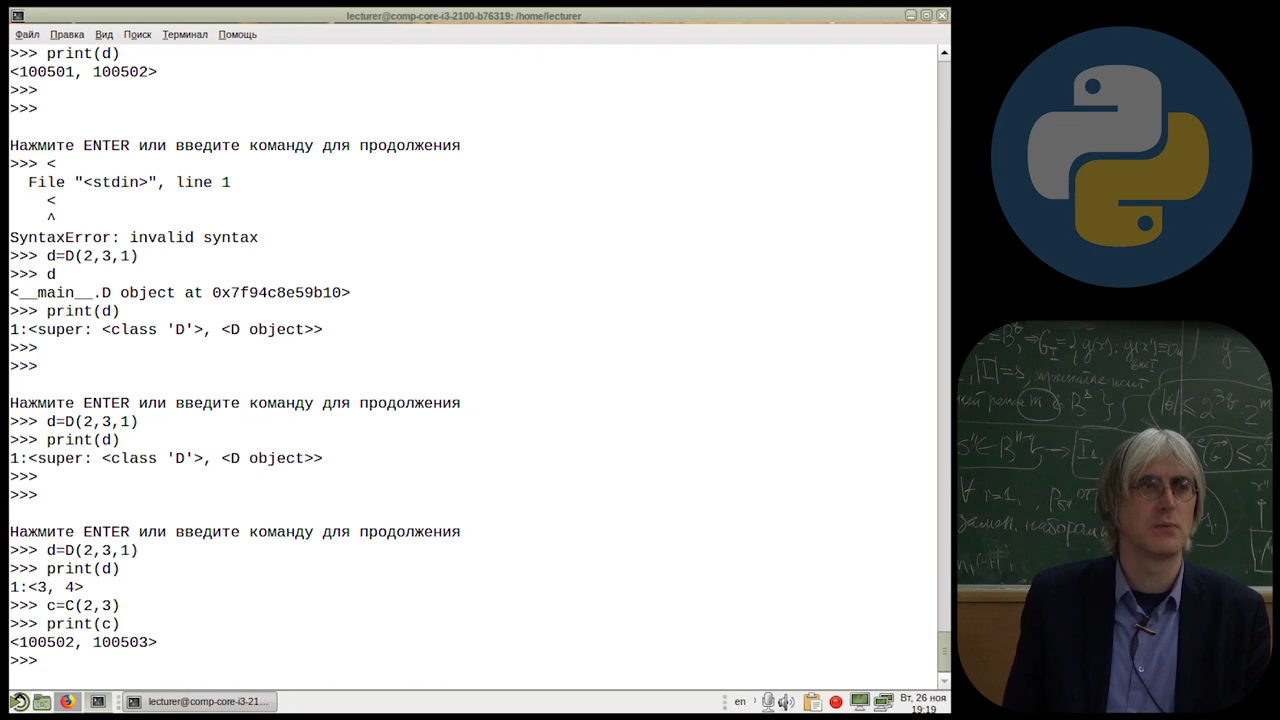 lecturer@comp-core-i3-2100-b76319: /home/lecturer
Файл Правка Вид Поиск Терминал Помощь
>>> print(d)
<100501, 100502>
>>>
>>>
Нажмите ENTER или введите команду для продолжения
>>> <
  File "<stdin>", line 1
    <
    ^
SyntaxError: invalid syntax
>>> d=D(2,3,1)
>>> d
<__main__.D object at 0x7f94c8e59b10>
>>> print(d)
1:<super: <class 'D'>, <D object>>
>>>
>>>
Нажмите ENTER или введите команду для продолжения
>>> d=D(2,3,1)
>>> print(d)
1:<super: <class 'D'>, <D object>>
>>>
>>>
Нажмите ENTER или введите команду для продолжения
>>> d=D(2,3,1)
>>> print(d)
1:<3, 4>
>>> c=C(2,3)
>>> print(c)
<100502, 100503>
>>>
lecturer@comp-core-i3-21...
en
Вт, 26 ноя
19:19